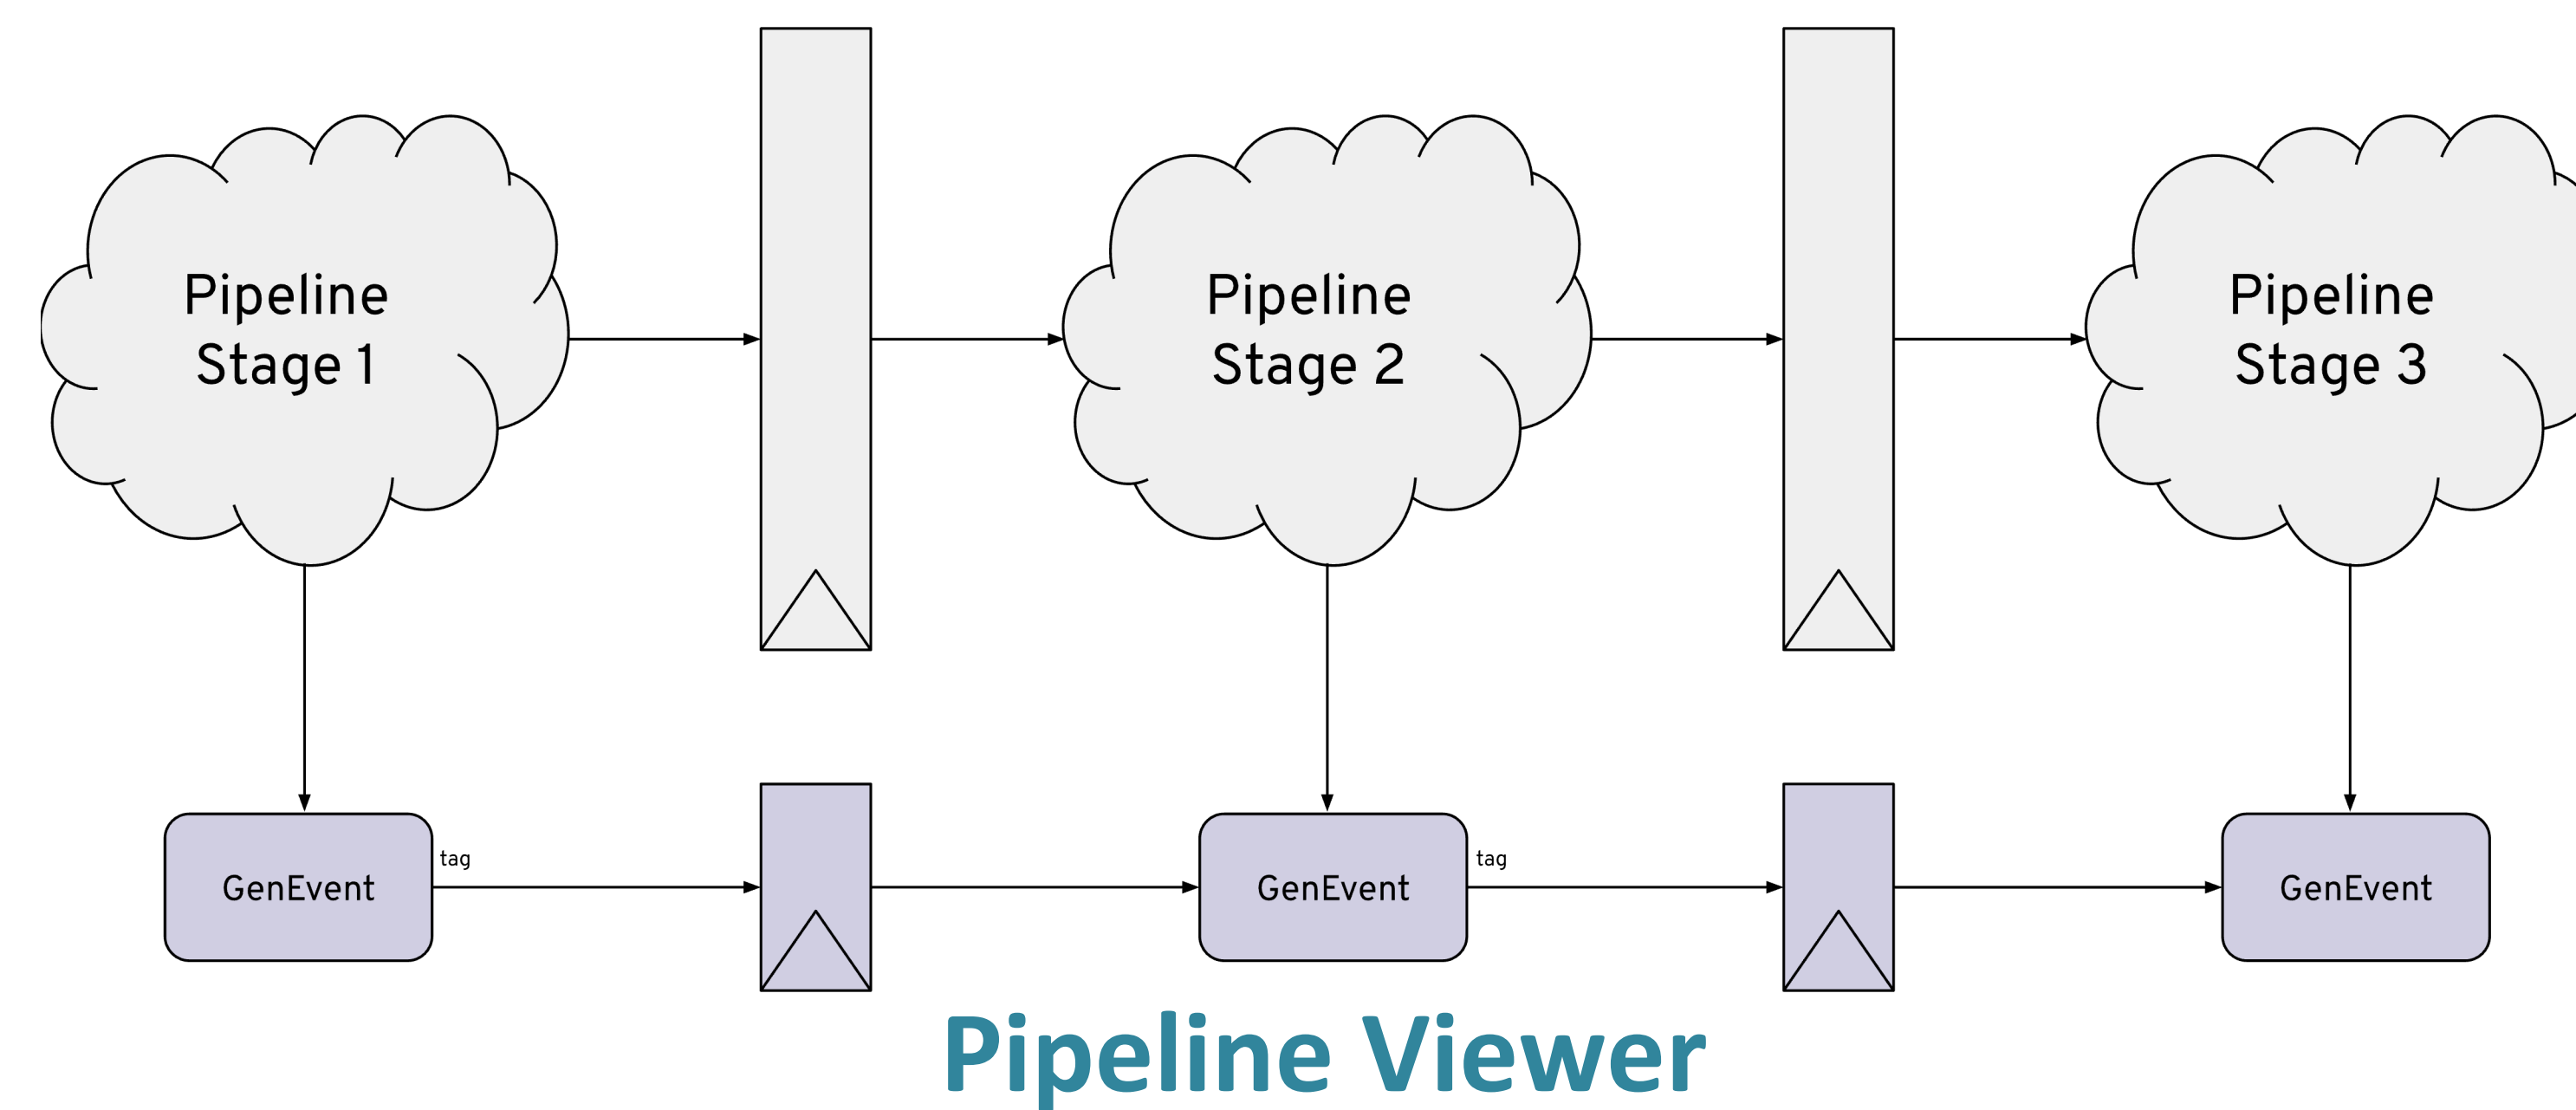 Pipeline
Stage 1
Pipeline
Stage 2
Pipeline
Stage 3
GenEvent
tag
GenEvent
tag
GenEvent
Pipeline Viewer